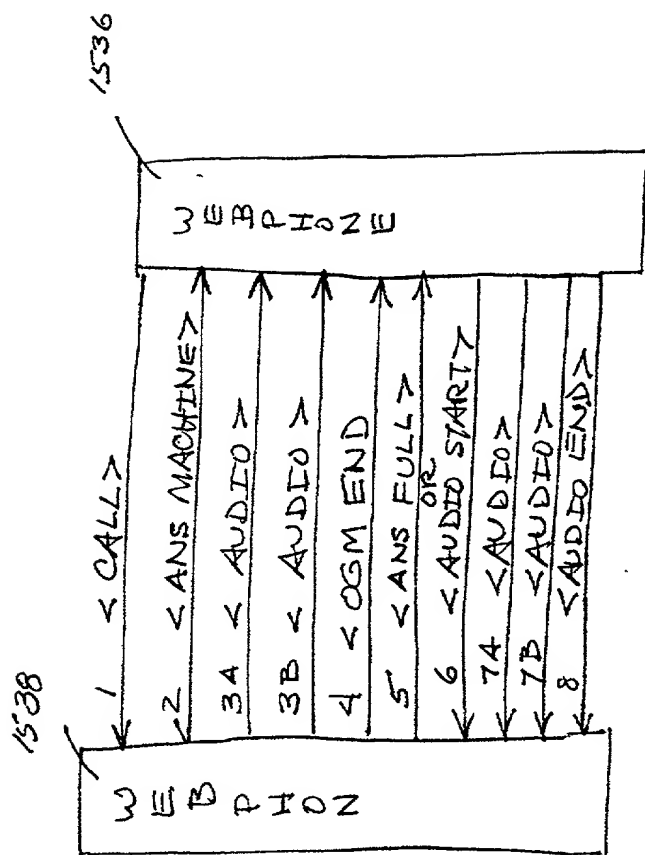 1538
1536
WEBPHON
WEBPHONE
1 <CALL>
2 <ANS MACHINE>
3A <AUDIO>
3B <AUDIO>
4 <OGM END
5 <ANS FULL>
OR
6 <AUDIO START>
7A <AUDIO>
7B <AUDIO>
8 <AUDIO END>